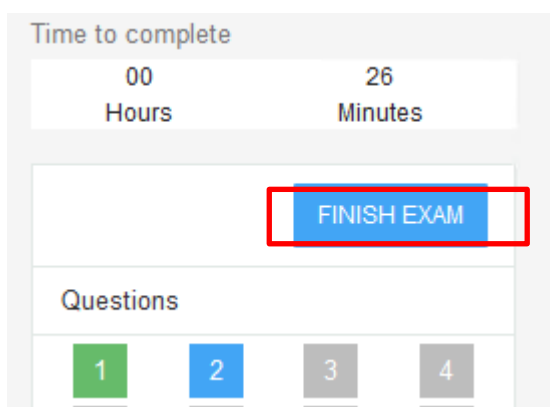 Time to complete
00 26
Hours Minutes
FINISH EXAM
Questions
1 2 3 4